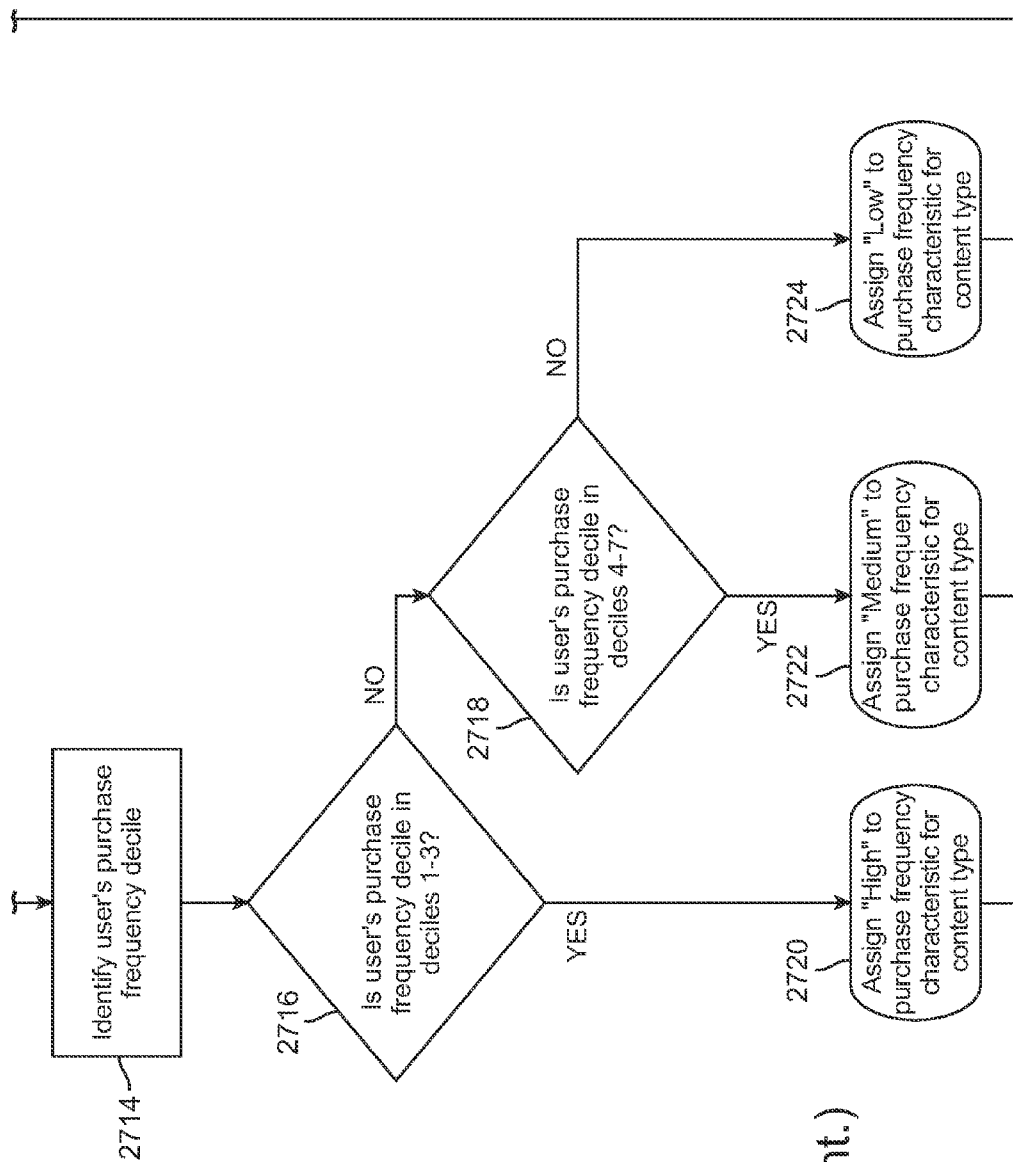 2714
Identify user's purchase
frequency decile
2716
Is user's purchase
frequency decile in
deciles 1-3?
NO
YES
2718
Is user's purchase
frequency decile in
deciles 4-7?
NO
YES
2720
Assign "High" to
purchase frequency
characteristic for
content type
2722
Assign "Medium" to
purchase frequency
characteristic for
content type
2724
Assign "Low" to
purchase frequency
characteristic for
content type
nt.)